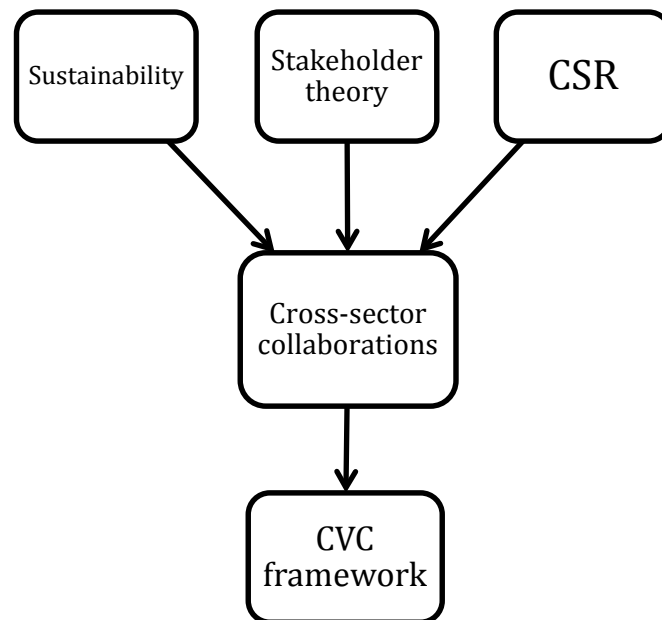 Sustainability
Stakeholder
theory
CSR
Cross-sector
collaborations
CVC
framework